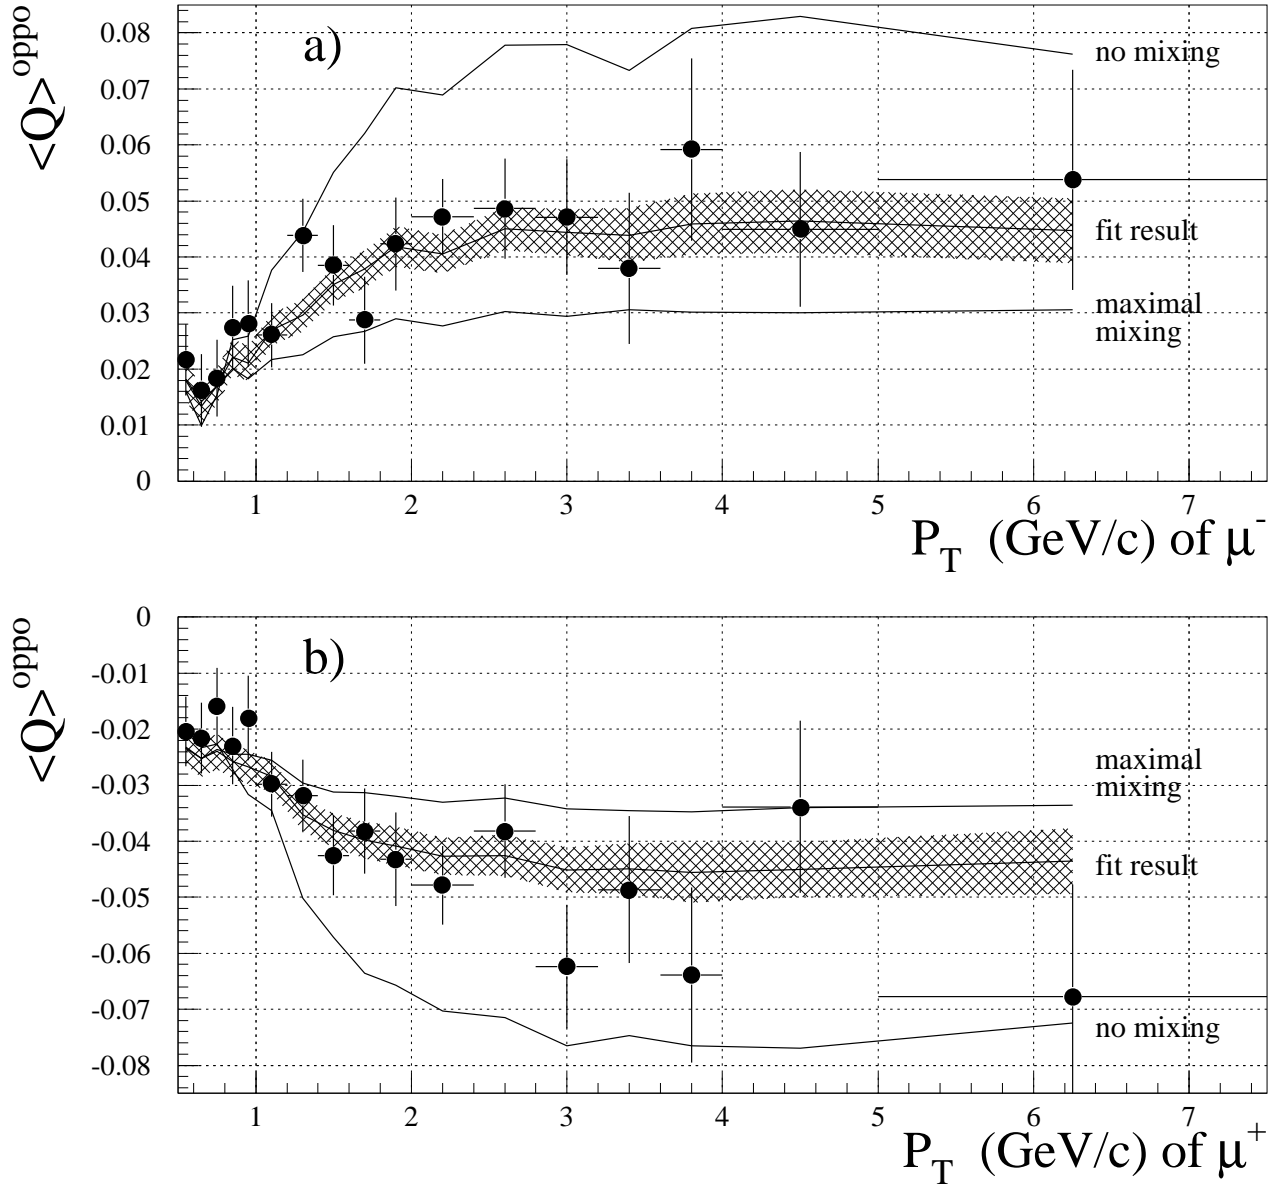 <Q>oppo
a)
0.08
0.07
0.06
0.05
0.04
0.03
0.02
0.01
0
no mixing
fit result
maximal
mixing
1 2 3 4 5 6 7
PT (GeV/c) of μ-
<Q>oppo
b)
0
-0.01
-0.02
-0.03
-0.04
-0.05
-0.06
-0.07
-0.08
maximal
mixing
fit result
no mixing
1 2 3 4 5 6 7
PT (GeV/c) of μ+